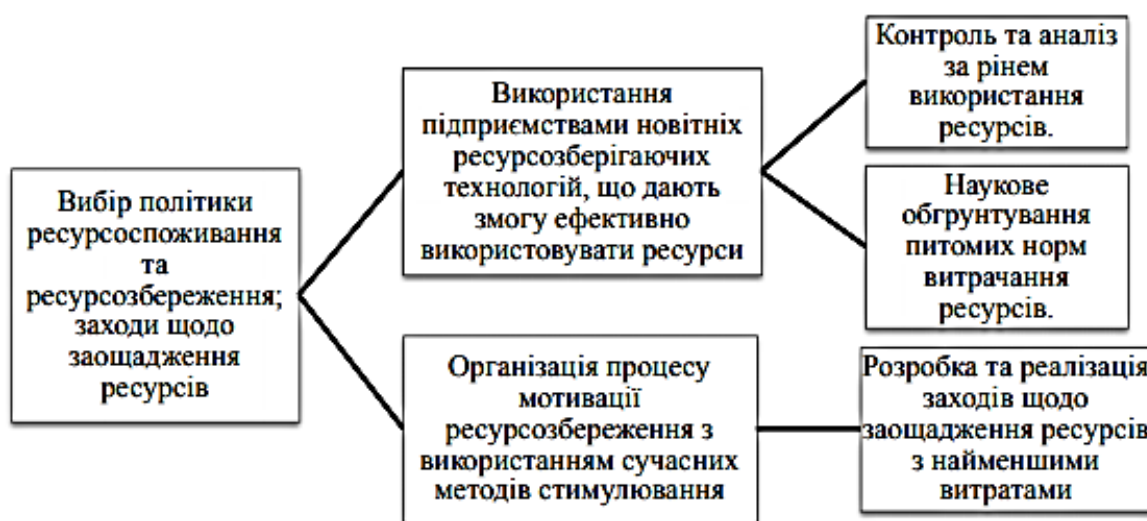 Вибір політики
ресурсоспоживання
та
ресурсозбереження;
заходи щодо
заощадження
ресурсів
Використання
підприємствами новітніх
ресурсозберігаючих
технологій, що дають
змогу ефективно
використовувати ресурси
Контроль та аналіз
за рінем
використання
ресурсів.
Наукове
обгрунтування
питомих норм
витрачання
ресурсів.
Організація процесу
мотивації
ресурсозбереження з
використанням сучасних
методів стимулювання
Розробка та реалізація
заходів щодо
заощадження ресурсів
з найменшими
витратами